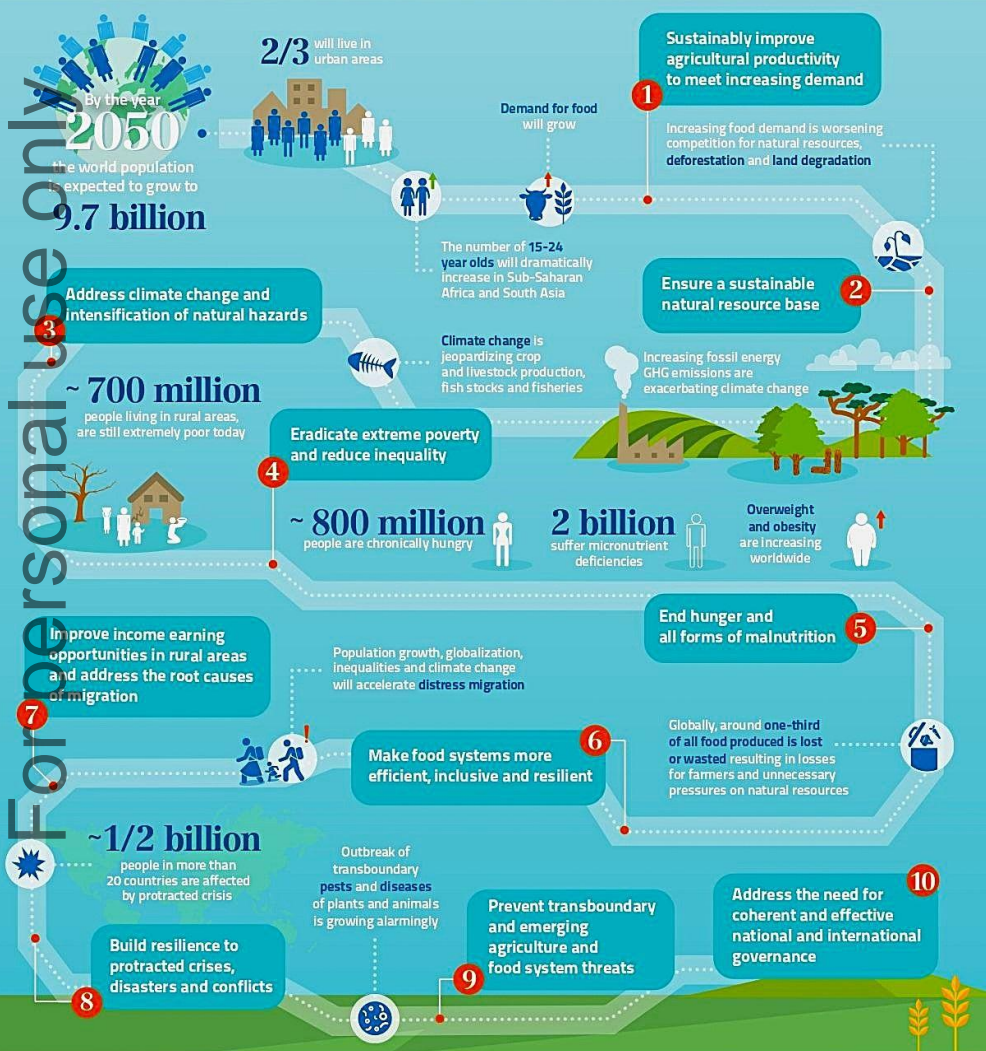 For personal use only
By the year
2050
the world population
is expected to grow to
9.7 billion
2/3 will live in
urban areas
Demand for food
will grow
The number of 15-24
year olds will dramatically
increase in Sub-Saharan
Africa and South Asia
Sustainably improve
agricultural productivity
to meet increasing demand
1
Increasing food demand is worsening
competition for natural resources,
deforestation and land degradation
Ensure a sustainable
natural resource base
2
Increasing fossil energy
GHG emissions are
exacerbating climate change
Climate change is
jeopardizing crop
and livestock production,
fish stocks and fisheries
Address climate change and
intensification of natural hazards
3
~ 700 million
people living in rural areas,
are still extremely poor today
Eradicate extreme poverty
and reduce inequality
4
~ 800 million
people are chronically hungry
2 billion
suffer micronutrient
deficiencies
Overweight
and obesity
are increasing
worldwide
End hunger and
all forms of malnutrition
5
Globally, around one-third
of all food produced is lost
or wasted resulting in losses
for farmers and unnecessary
pressures on natural resources
Make food systems more
efficient, inclusive and resilient
6
Population growth, globalization,
inequalities and climate change
will accelerate distress migration
!
Improve income earning
opportunities in rural areas
and address the root causes
of migration
7
~1/2 billion
people in more than
20 countries are affected
by protracted crisis
Build resilience to
protracted crises,
disasters and conflicts
8
Outbreak of
transboundary
pests and diseases
of plants and animals
is growing alarmingly
Prevent transboundary
and emerging
agriculture and
food system threats
9
Address the need for
coherent and effective
national and international
governance
10